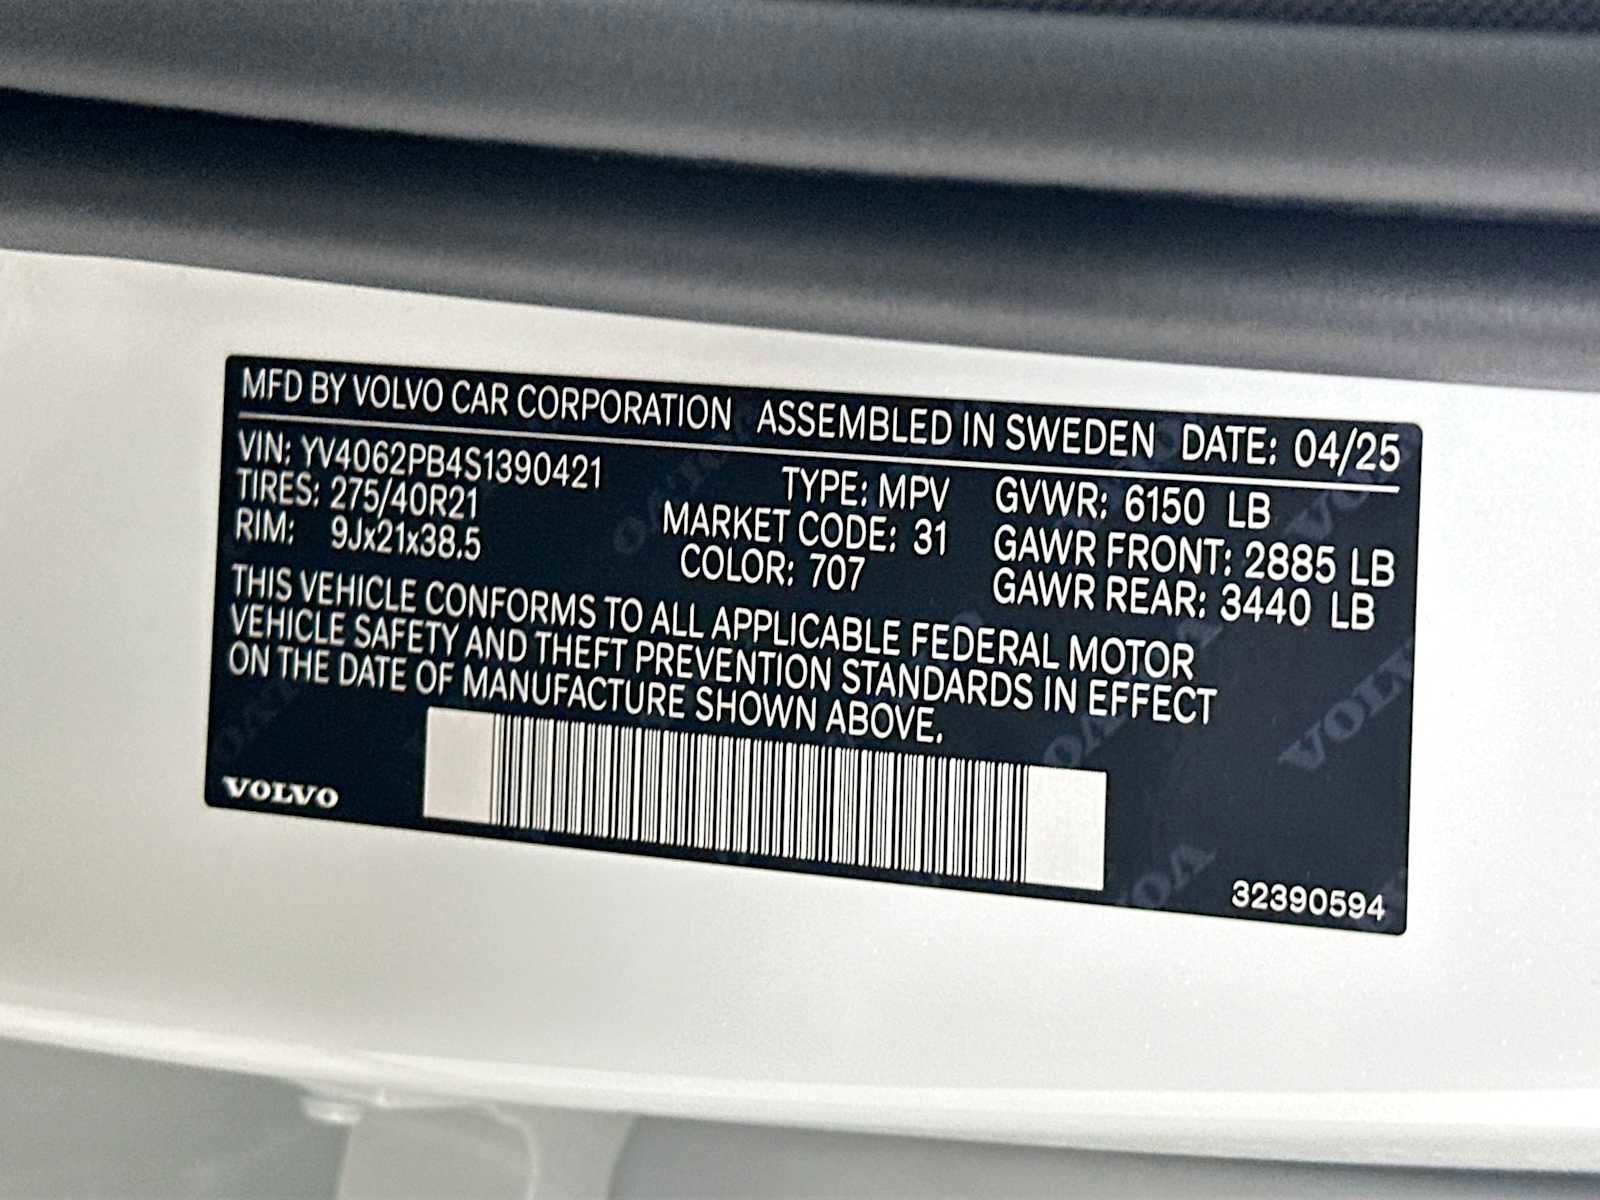 MFD BY VOLVO CAR CORPORATION ASSEMBLED IN SWEDEN DATE: 04/25
VIN: YV4062PB4S1390421 TYPE: MPV GVWR: 6150 LB
TIRES: 275/40R21 MARKET CODE: 31 GAWR FRONT: 2885 LB
RIM: 9Jx21x38.5 COLOR: 707 GAWR REAR: 3440 LB
THIS VEHICLE CONFORMS TO ALL APPLICABLE FEDERAL MOTOR
VEHICLE SAFETY AND THEFT PREVENTION STANDARDS IN EFFECT
ON THE DATE OF MANUFACTURE SHOWN ABOVE.
VOLVO
32390594